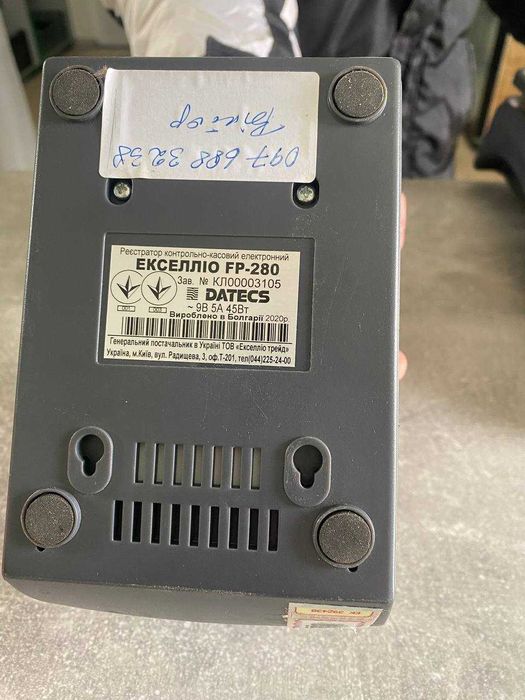 097 688 32 38
Віктор
Реєстратор контрольно-касовий електронний
ЕКСЕЛЛІО FP-280
Зав. № КЛ00003105
DATECS
~ 9В 5А 45Вт
Вироблено в Болгарії 2020р.
Генеральний постачальник в Україні ТОВ «Екселліо трейд»
Україна, м.Київ, вул. Радищева, 3, оф.Т-201, тел(044)225-24-00